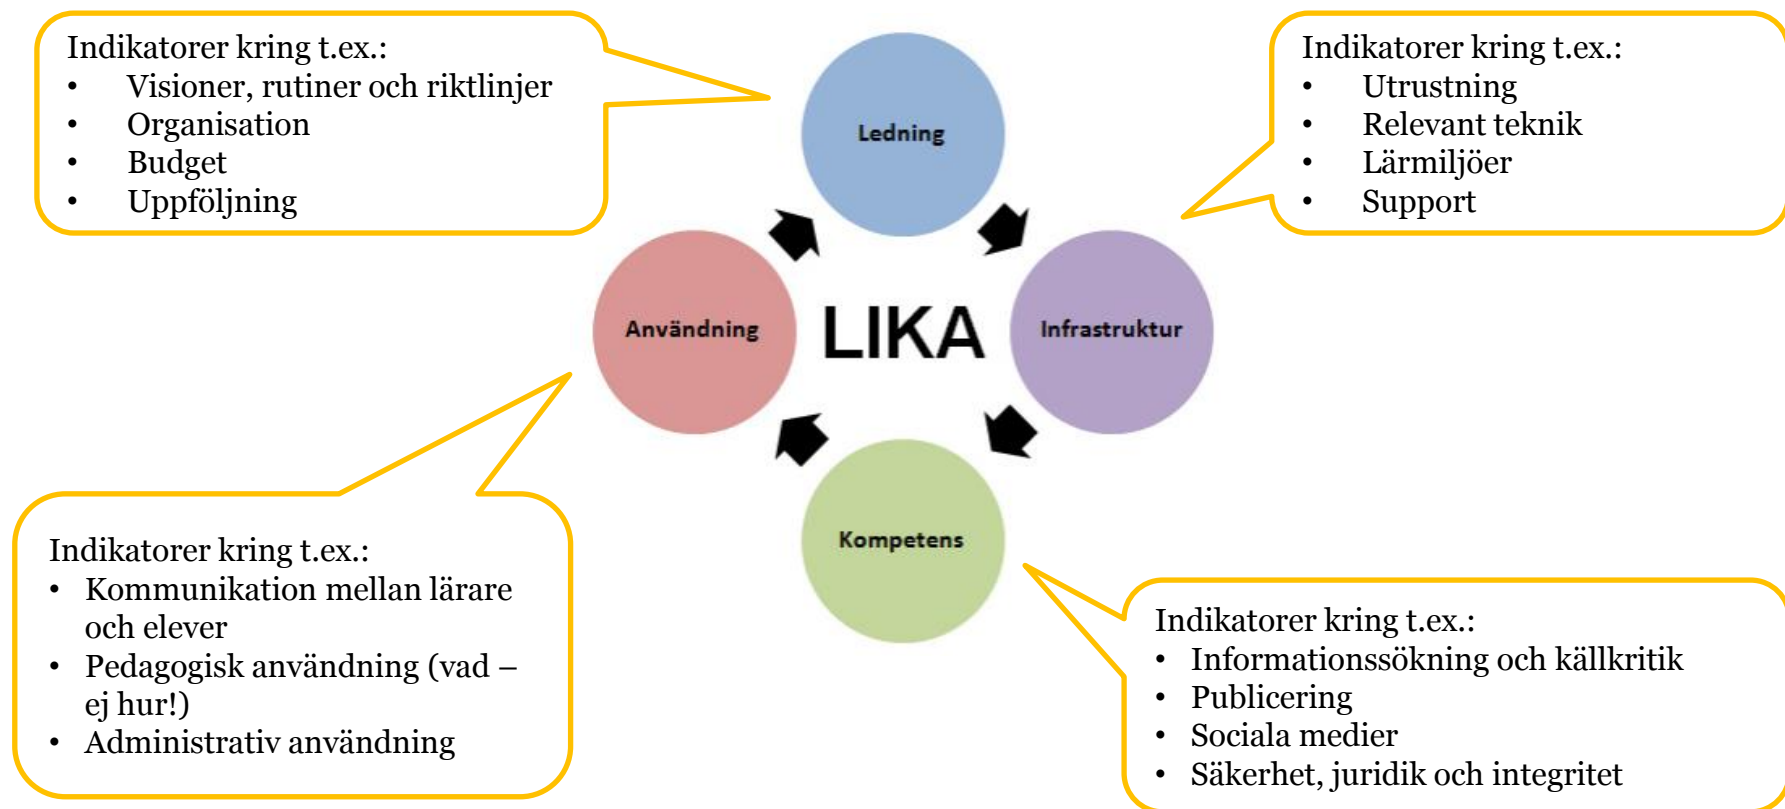 Indikatorer kring t.ex.:
• Visioner, rutiner och riktlinjer
• Organisation
• Budget
• Uppföljning
Indikatorer kring t.ex.:
• Utrustning
• Relevant teknik
• Lärmiljöer
• Support
Ledning
Användning
LIKA
Infrastruktur
Kompetens
Indikatorer kring t.ex.:
• Kommunikation mellan lärare
och elever
• Pedagogisk användning (vad –
ej hur!)
• Administrativ användning
Indikatorer kring t.ex.:
• Informationssökning och källkritik
• Publicering
• Sociala medier
• Säkerhet, juridik och integritet